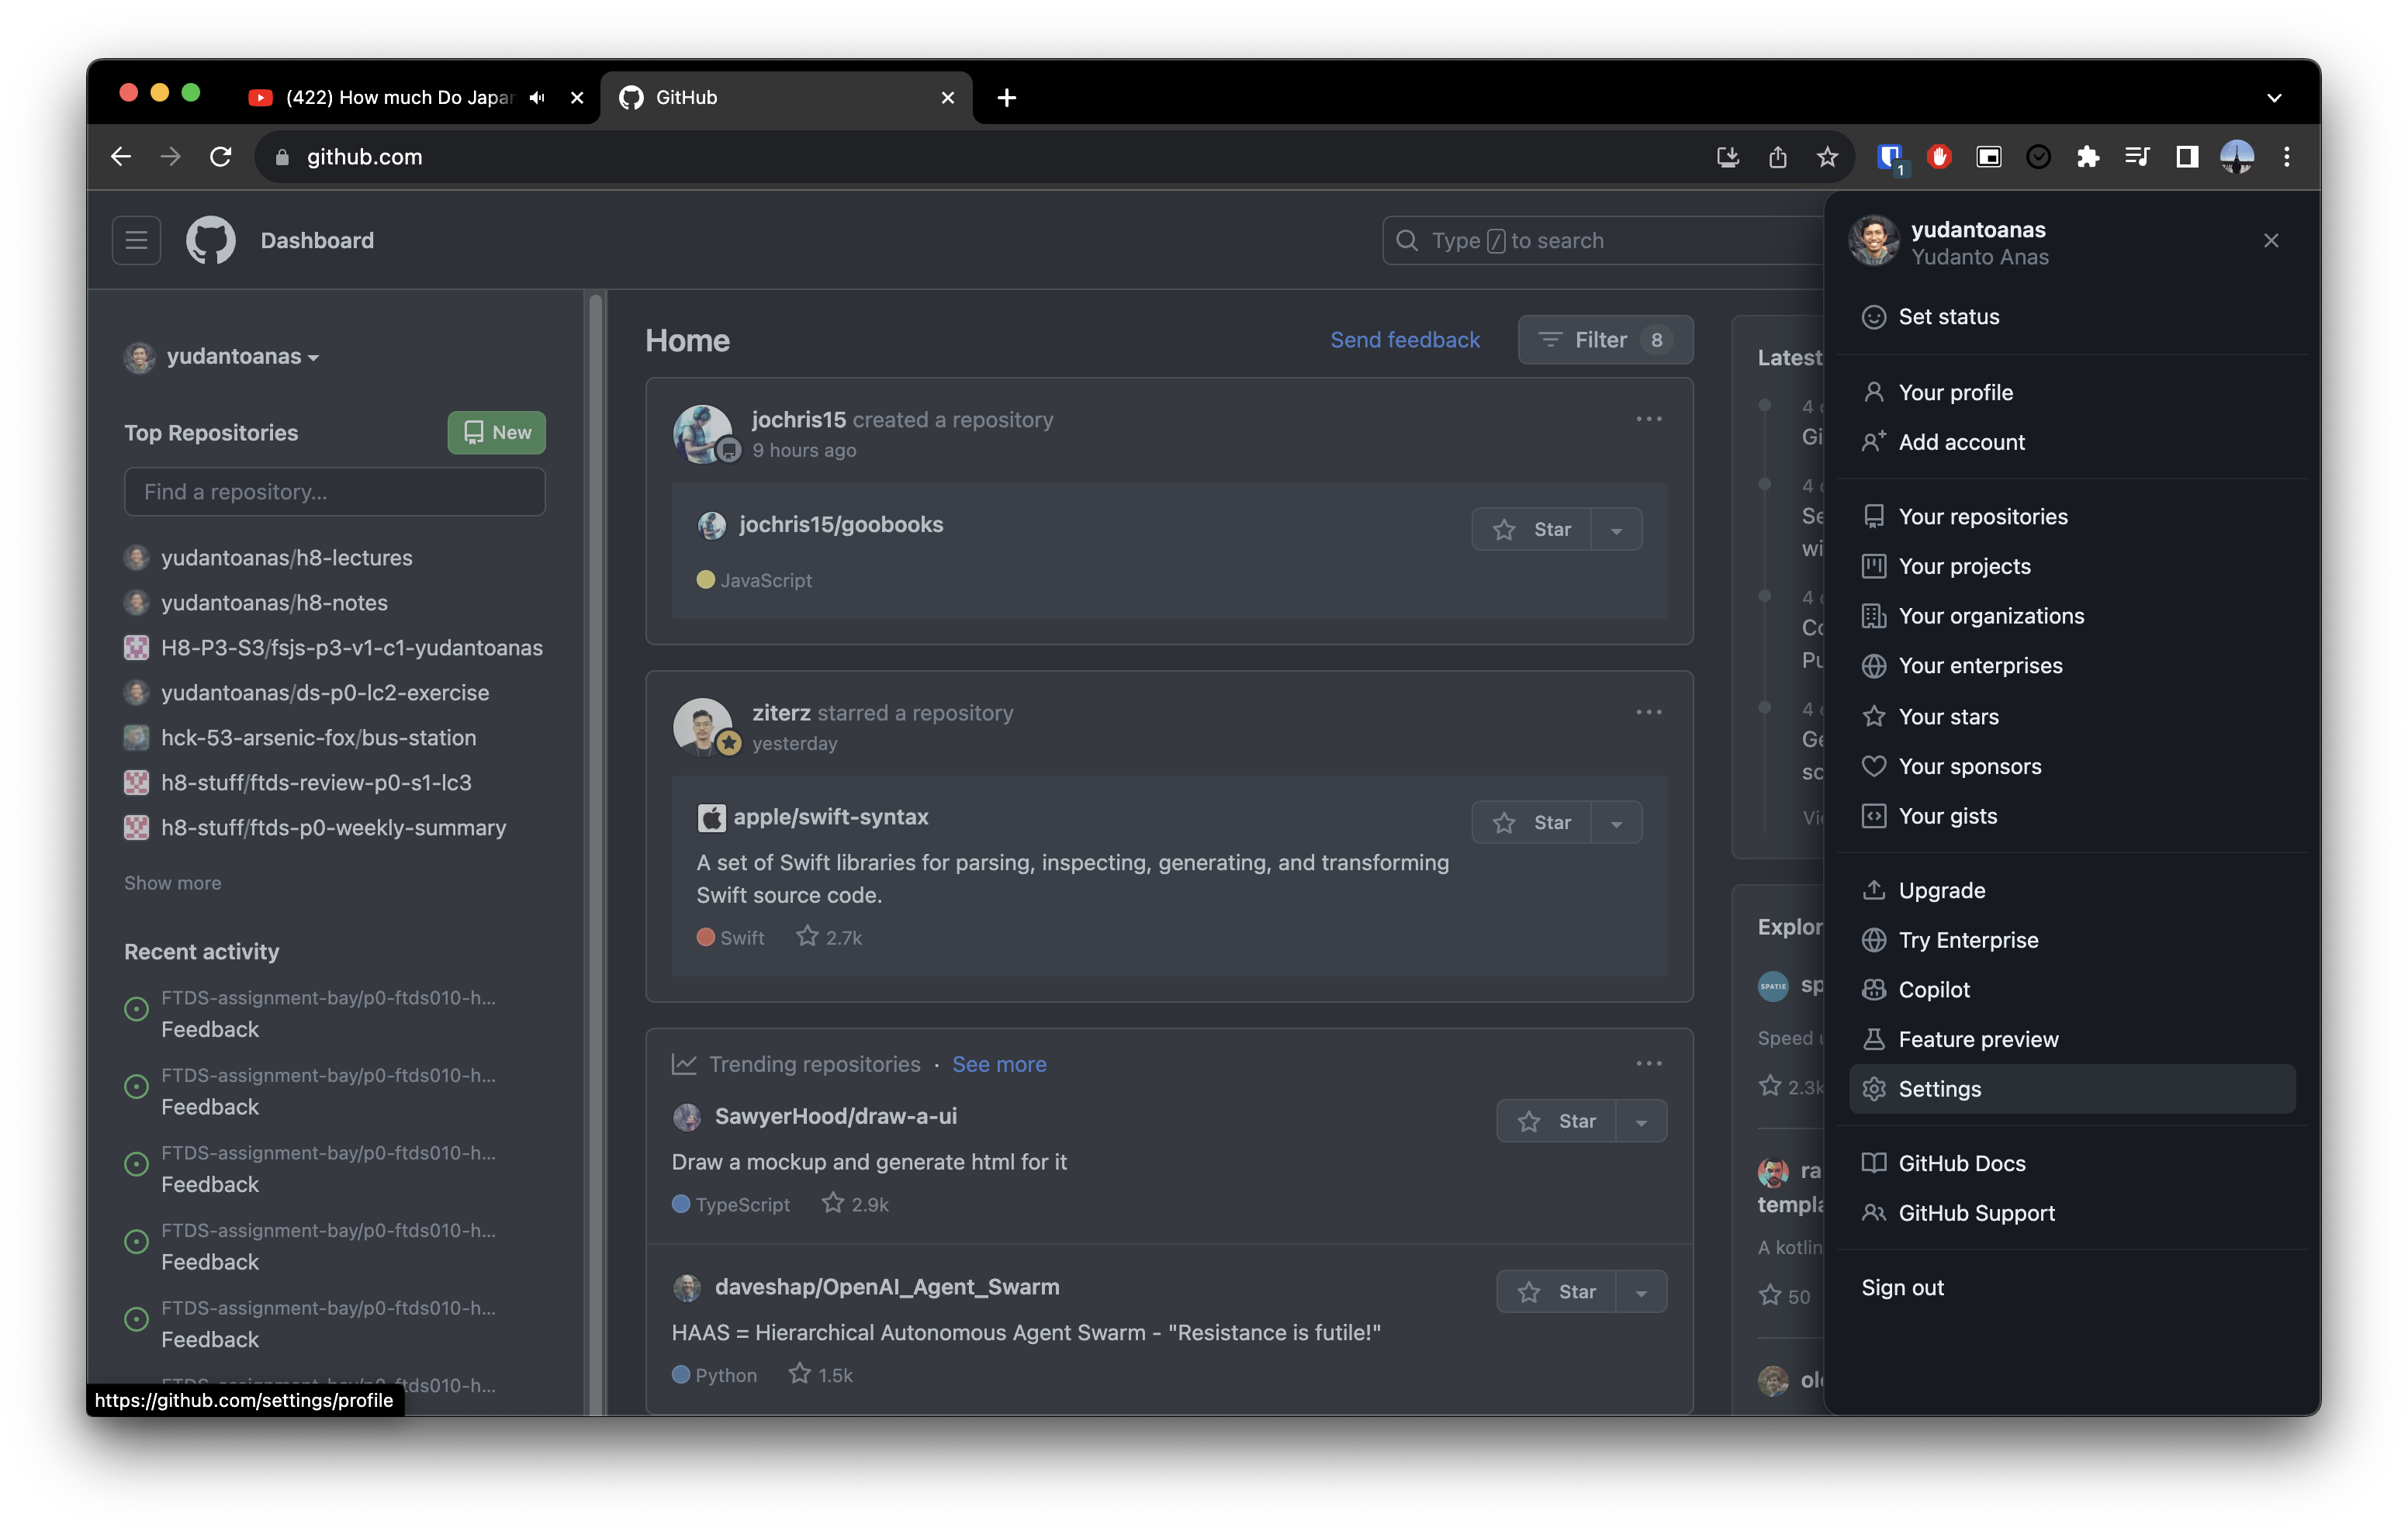 (422) How much Do Japan
GitHub
github.com
1
Dashboard
Type / to search
yudantoanas
Yudanto Anas
Set status
Your profile
Add account
Your repositories
Your projects
Your organizations
Your enterprises
Your stars
Your sponsors
Your gists
Upgrade
Try Enterprise
Copilot
Feature preview
Settings
GitHub Docs
GitHub Support
Sign out
yudantoanas
Top Repositories
New
Find a repository...
yudantoanas/h8-lectures
yudantoanas/h8-notes
H8-P3-S3/fsjs-p3-v1-c1-yudantoanas
yudantoanas/ds-p0-lc2-exercise
hck-53-arsenic-fox/bus-station
h8-stuff/ftds-review-p0-s1-lc3
h8-stuff/ftds-p0-weekly-summary
Show more
Recent activity
FTDS-assignment-bay/p0-ftds010-h...
Feedback
FTDS-assignment-bay/p0-ftds010-h...
Feedback
FTDS-assignment-bay/p0-ftds010-h...
Feedback
FTDS-assignment-bay/p0-ftds010-h...
Feedback
FTDS-assignment-bay/p0-ftds010-h...
Feedback
https://github.com/settings/profile
Home
Send feedback
Filter 8
jochris15 created a repository
9 hours ago
jochris15/goobooks
Star
JavaScript
ziterz starred a repository
yesterday
apple/swift-syntax
Star
A set of Swift libraries for parsing, inspecting, generating, and transforming
Swift source code.
Swift 2.7k
Trending repositories · See more
SawyerHood/draw-a-ui
Star
Draw a mockup and generate html for it
TypeScript 2.9k
daveshap/OpenAI_Agent_Swarm
Star
HAAS = Hierarchical Autonomous Agent Swarm - "Resistance is futile!"
Python 1.5k
Latest
4
Gi
4
Se
wi
4
Co
Pu
4
Ge
so
Vi
Explor
SPATIE
sp
Speed
2.3k
ra
templa
A kotlin
50